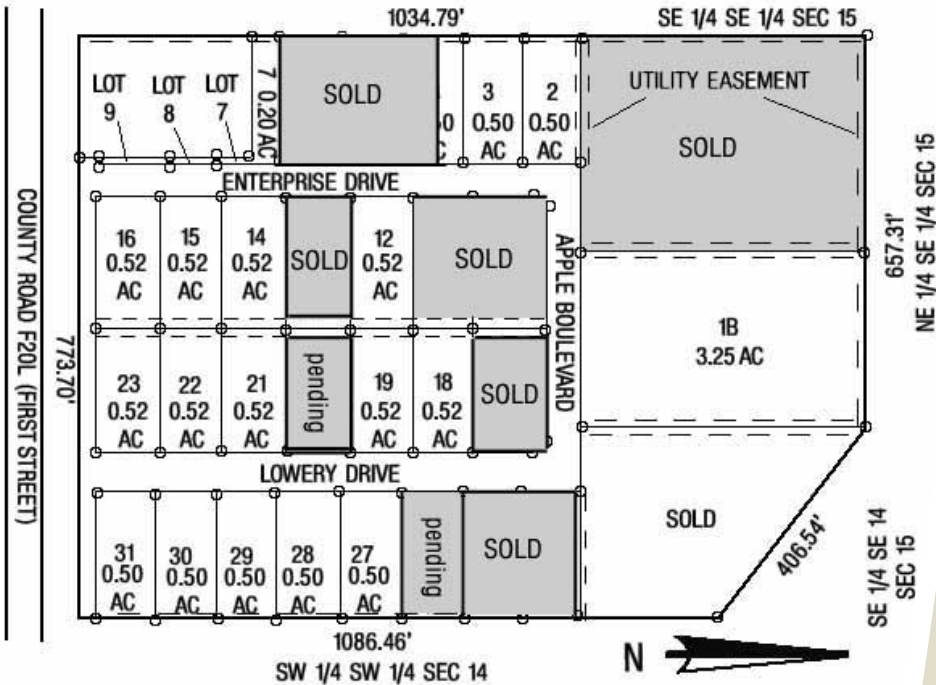 1034.79'
SE 1/4 SE 1/4 SEC 15
LOT
9
LOT
8
LOT
7
7 0.20 AC
SOLD
3
0.50
AC
2
0.50
AC
UTILITY EASEMENT
SOLD
ENTERPRISE DRIVE
16
0.52
AC
15
0.52
AC
14
0.52
AC
SOLD
12
0.52
AC
SOLD
APPLE BOULEVARD
657.31'
NE 1/4 SE 1/4 SEC 15
COUNTY ROAD F20L (FIRST STREET)
773.70'
1B
3.25 AC
23
0.52
AC
22
0.52
AC
21
0.52
AC
pending
19
0.52
AC
18
0.52
AC
SOLD
LOWERY DRIVE
31
0.50
AC
30
0.50
AC
29
0.50
AC
28
0.50
AC
27
0.50
AC
pending
SOLD
SOLD
406.54'
SE 1/4 SE 14
SEC 15
1086.46'
SW 1/4 SW 1/4 SEC 14
N